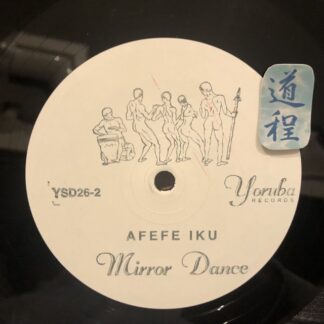 道程
YSD26-2
Yoruba
RECORDS
AFEFE IKU
Mirror Dance